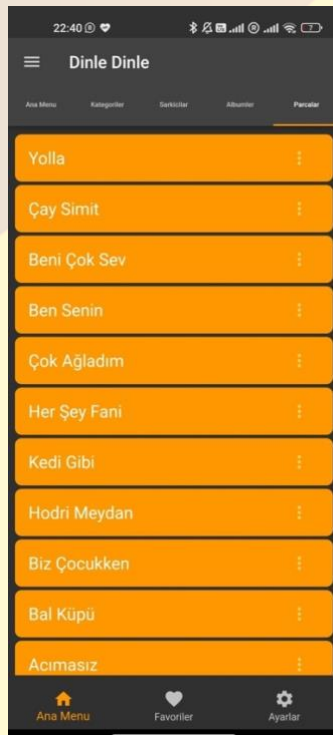 22:40
Dinle Dinle
Ana Menu Kategoriler Sarkicilar Albumler Parcalar
Yolla
Çay Simit
Beni Çok Sev
Ben Senin
Çok Ağladım
Her Şey Fani
Kedi Gibi
Hodri Meydan
Biz Çocukken
Bal Küpü
Acımasız
Ana Menu Favoriler Ayarlar